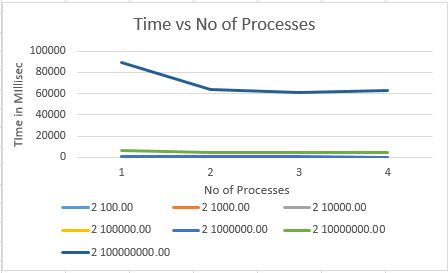 Time vs No of Processes
100000
80000
60000
40000
20000
0
TIme in MIllisec
1 2 3 4
No of Processes
2 100.00 2 1000.00 2 10000.00
2 100000.00 2 1000000.00 2 10000000.00
2 100000000.00